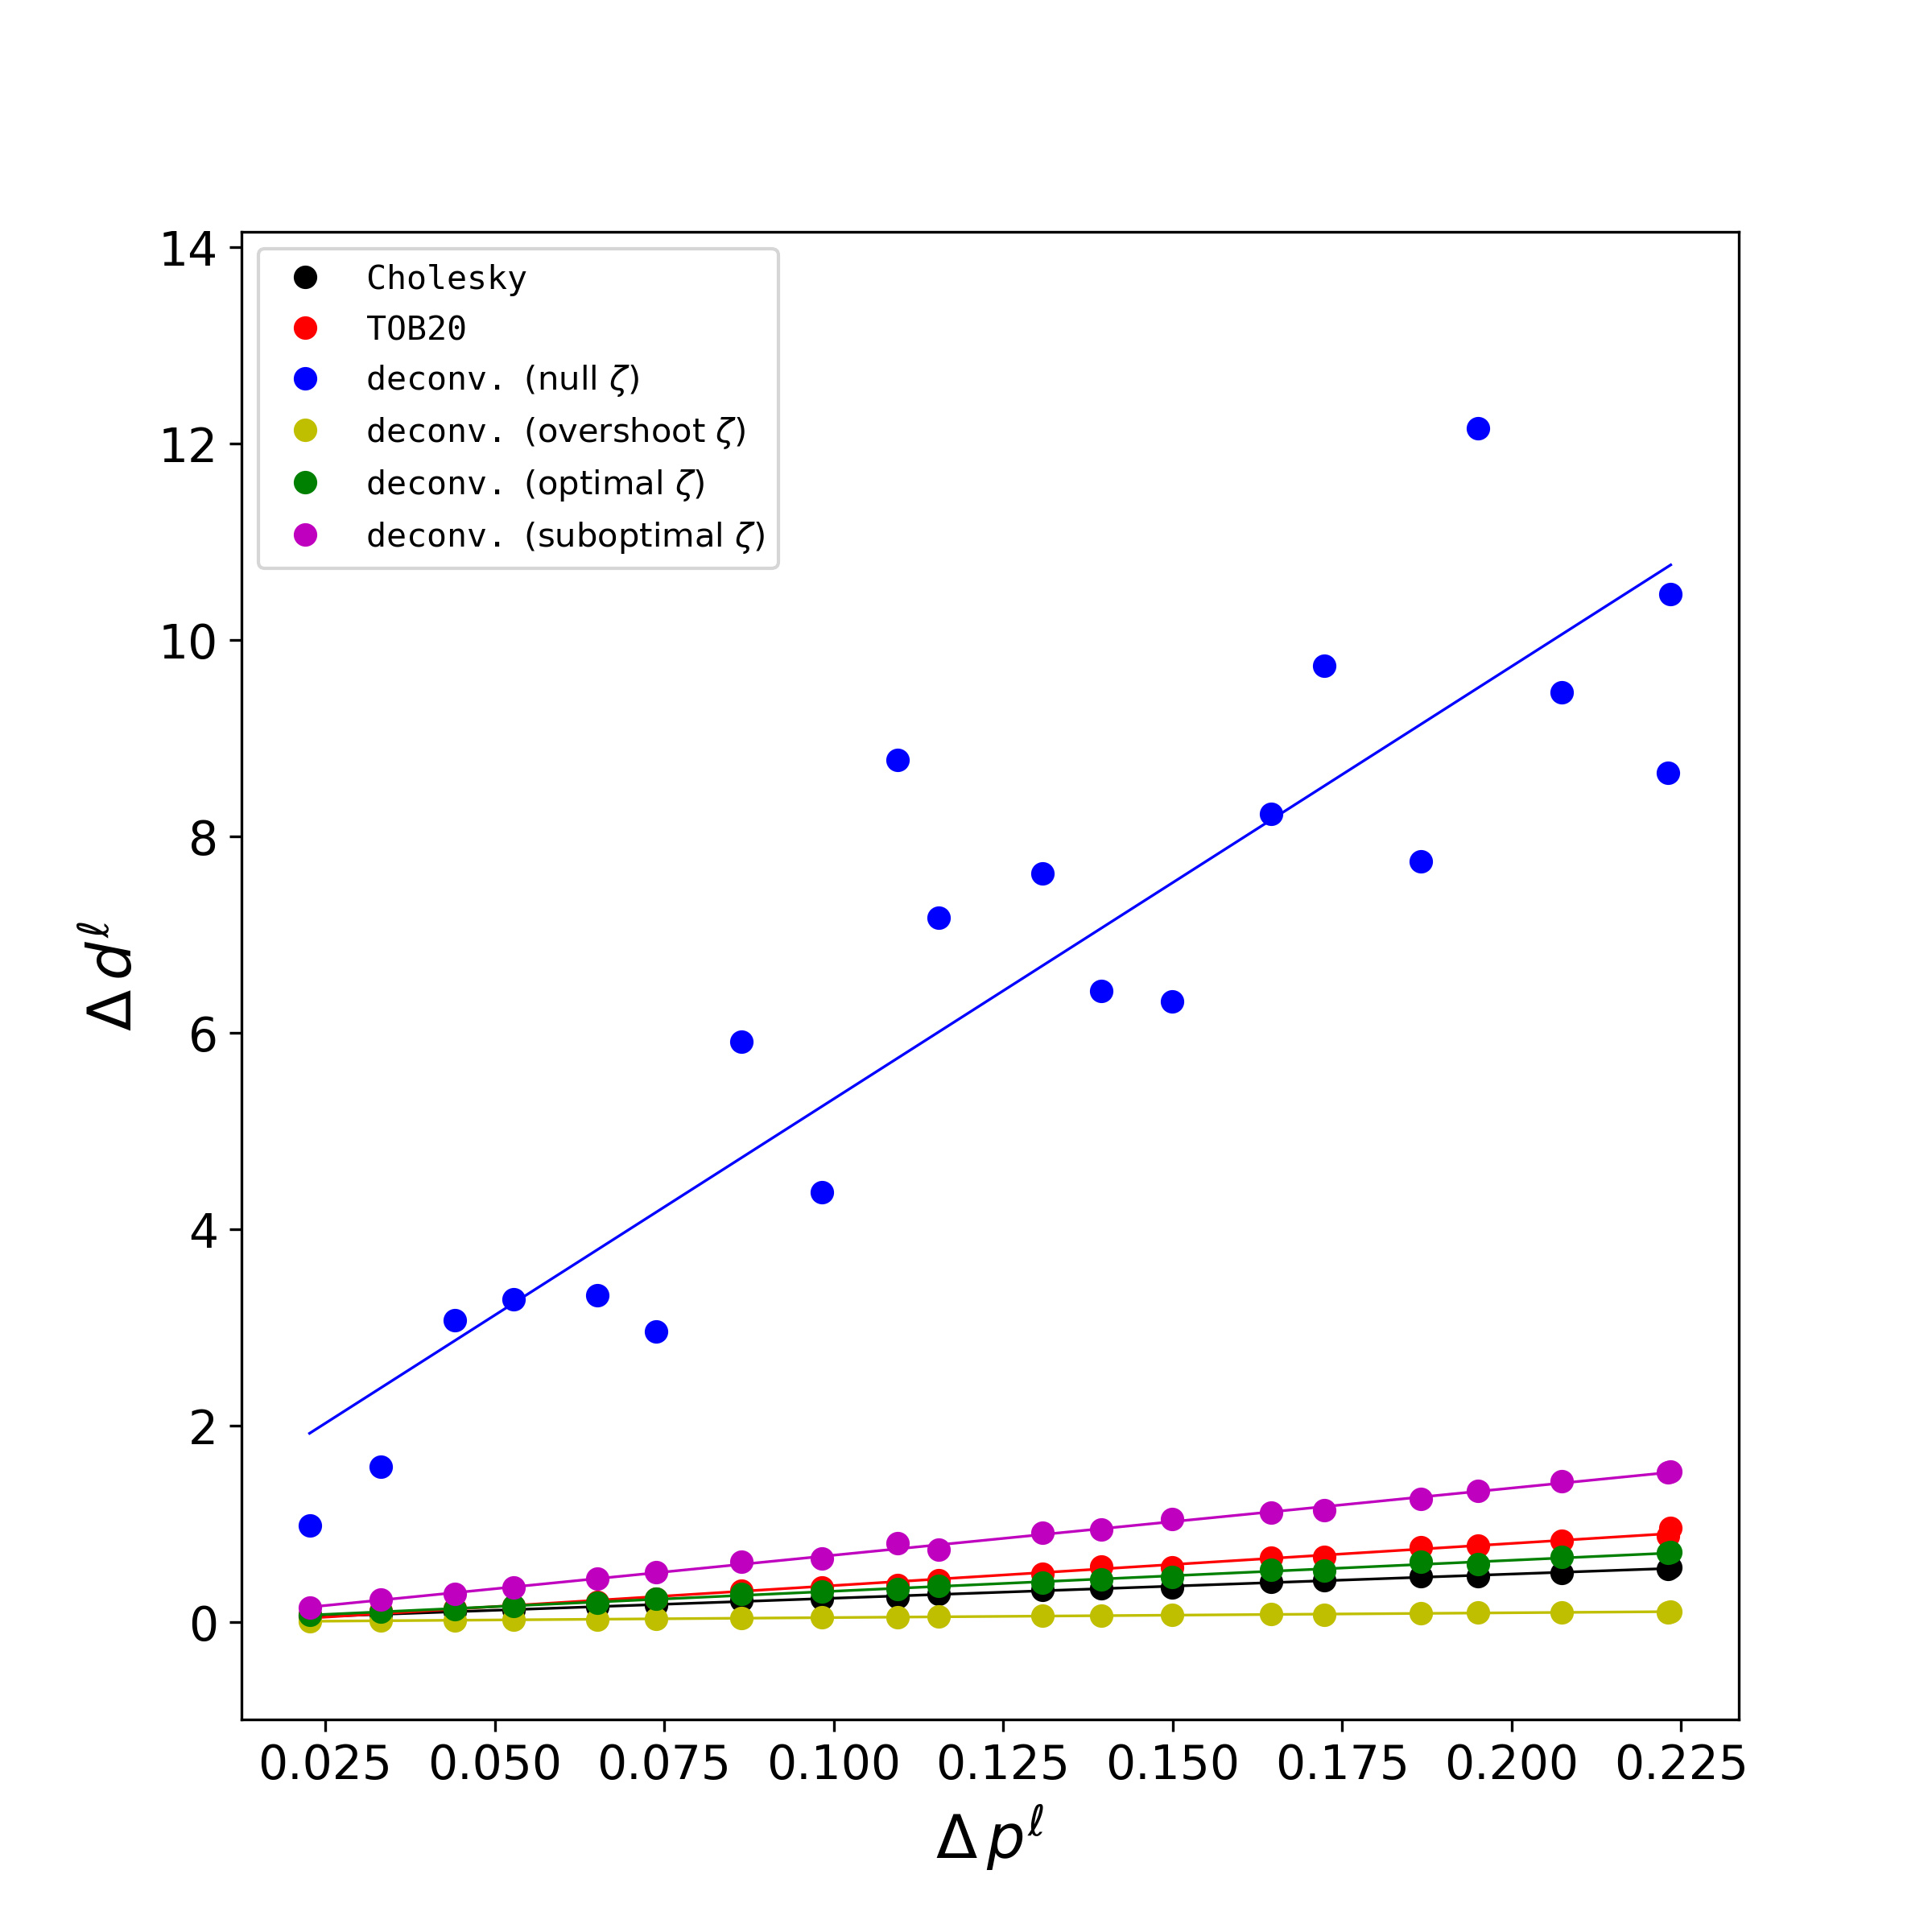 14
12
10
8
6
4
2
0
Δ d^ℓ
Cholesky
TOB20
deconv. (null ζ)
deconv. (overshoot ζ)
deconv. (optimal ζ)
deconv. (suboptimal ζ)
0.025 0.050 0.075 0.100 0.125 0.150 0.175 0.200 0.225
Δ p^ℓ